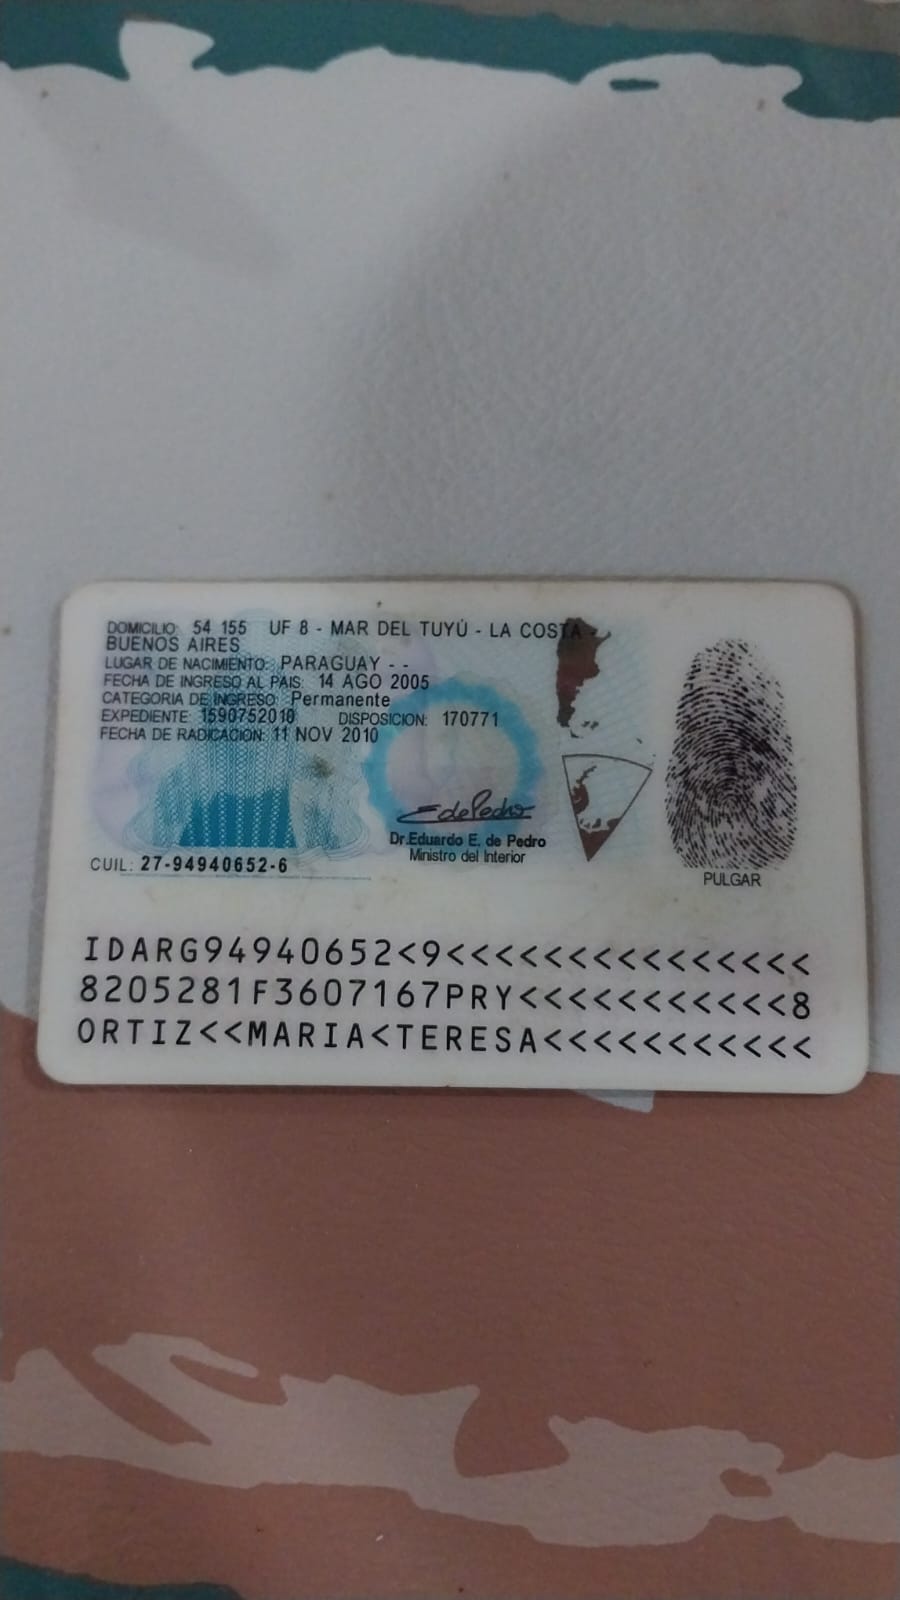 DOMICILIO: 54 155 UF 8 - MAR DEL TUYÚ - LA COSTA -
BUENOS AIRES
LUGAR DE NACIMIENTO: PARAGUAY - -
FECHA DE INGRESO AL PAIS: 14 AGO 2005
CATEGORIA DE INGRESO: Permanente
EXPEDIENTE: 1590752010 DISPOSICION: 170771
FECHA DE RADICACION: 11 NOV 2010
EdePedro
Dr.Eduardo E. de Pedro
Ministro del Interior
CUIL: 27-94940652-6
PULGAR
IDARG94940652<9<<<<<<<<<<<<<<<
8205281F3607167PRY<<<<<<<<<<<8
ORTIZ<<MARIA<TERESA<<<<<<<<<<<